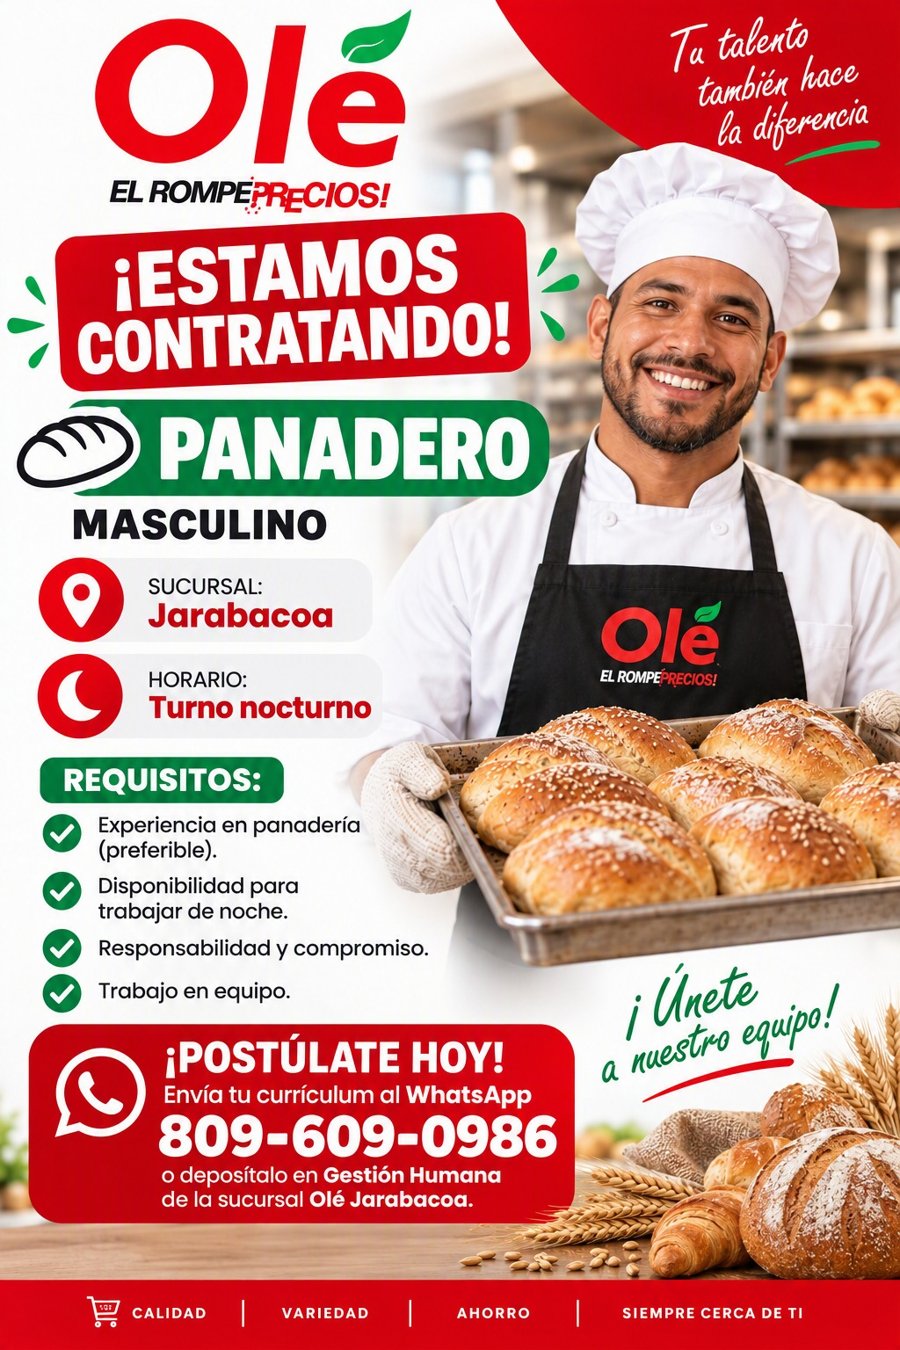 Olé
EL ROMPEPRECIOS!
Tu talento
también hace
la diferencia
¡ESTAMOS
CONTRATANDO!
PANADERO
MASCULINO
SUCURSAL:
Jarabacoa
HORARIO:
Turno nocturno
Olé
EL ROMPEPRECIOS!
REQUISITOS:
Experiencia en panadería
(preferible).
Disponibilidad para
trabajar de noche.
Responsabilidad y compromiso.
Trabajo en equipo.
¡Únete
a nuestro equipo!
¡POSTÚLATE HOY!
Envía tu currículum al WhatsApp
809-609-0986
o deposítalo en Gestión Humana
de la sucursal Olé Jarabacoa.
CALIDAD | VARIEDAD | AHORRO | SIEMPRE CERCA DE TI